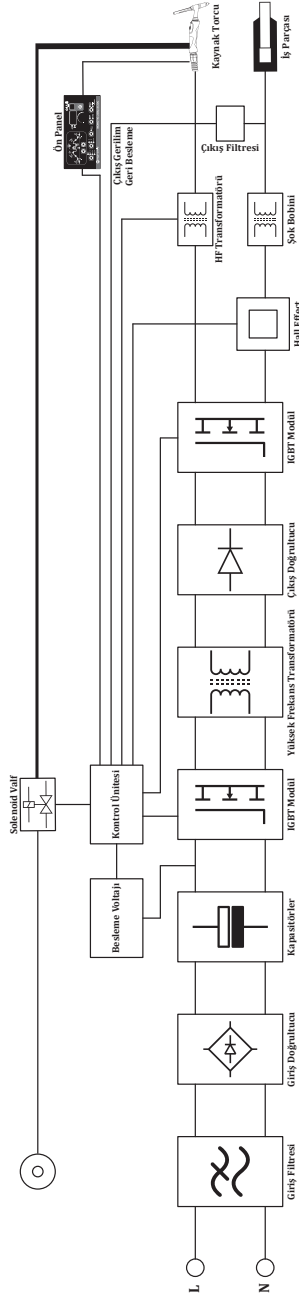 Solenoid Valf
Ön Panel
Kaynak Torcu
İş Parçası
Çıkış Gerilim
Geri Besleme
Çıkış Filtresi
Besleme Voltajı
Kontrol Ünitesi
HF Transformatörü
Şok Bobini
L
N
Giriş Filtresi
Giriş Doğrultucu
Kapasitörler
IGBT Modül
Yüksek Frekans Transformatörü
Çıkış Doğrultucu
IGBT Modül
Hall Effect